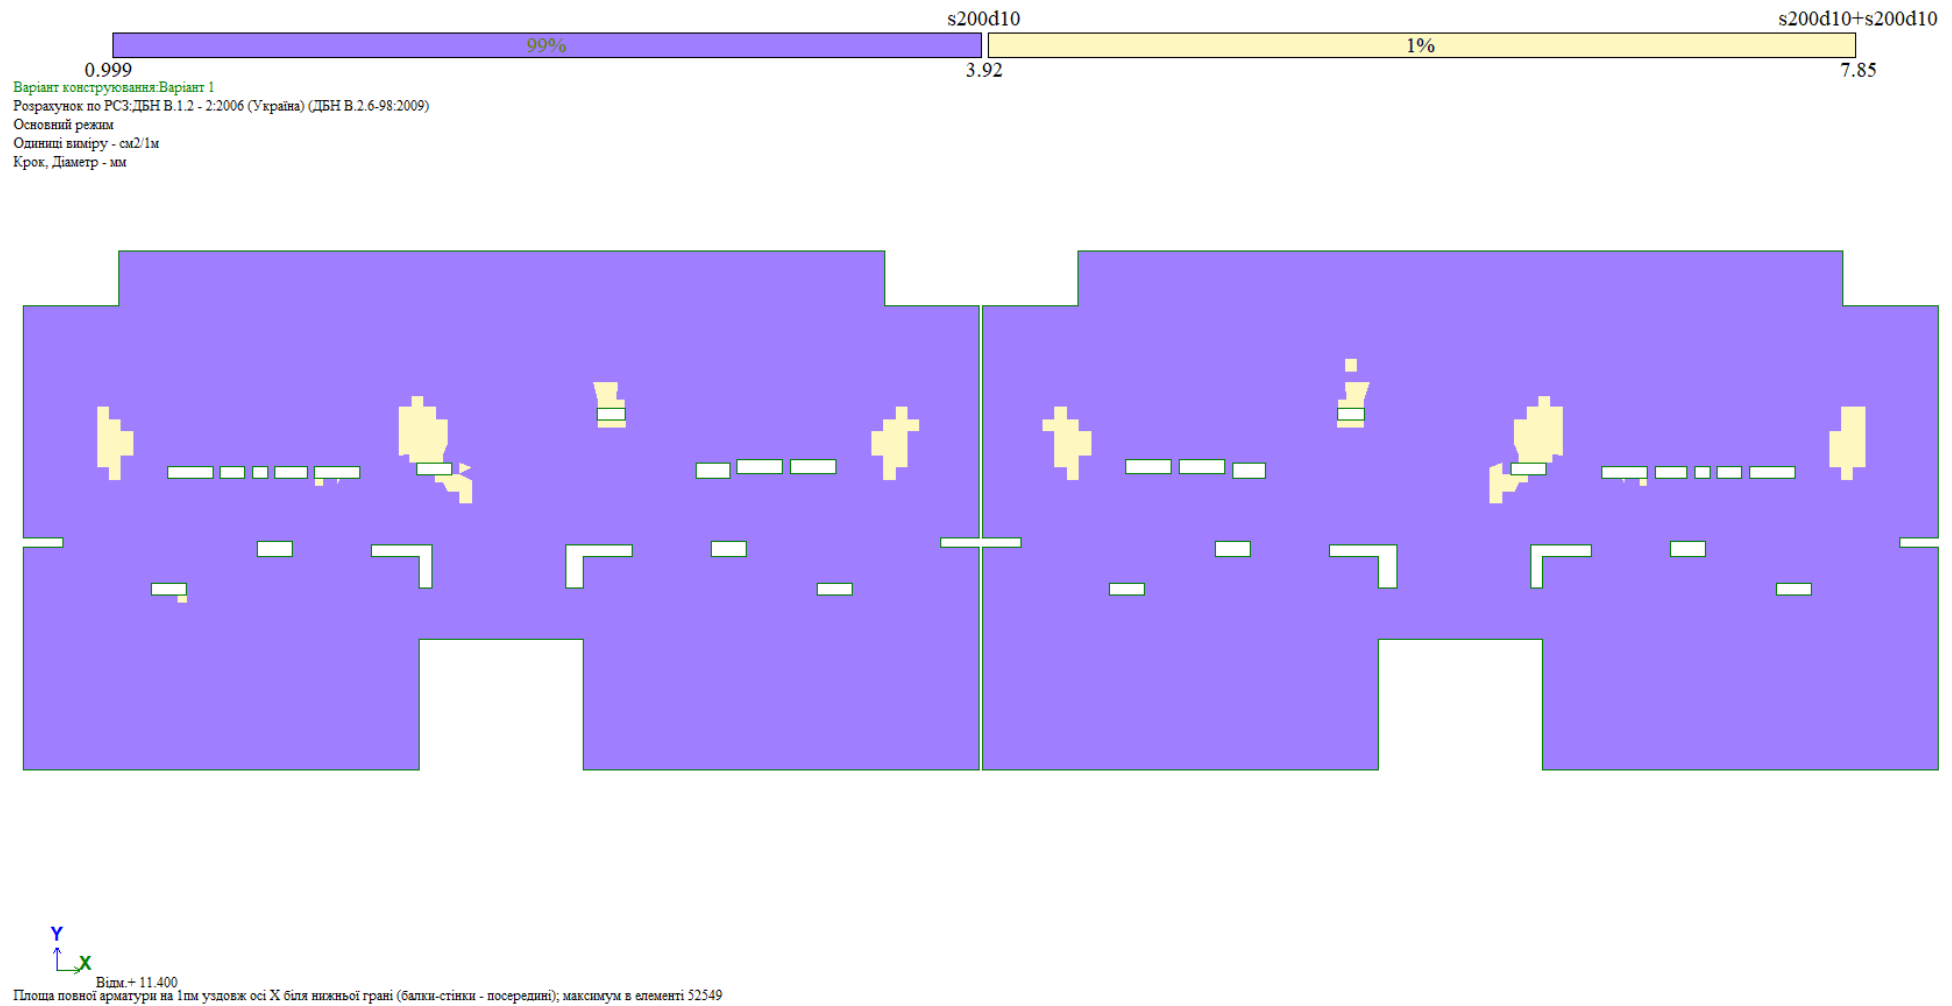 s200d10 s200d10+s200d10
99% 1%
0.999 3.92 7.85
Варіант конструювання:Варіант 1
Розрахунок по РСЗ:ДБН В.1.2 - 2:2006 (Україна) (ДБН В.2.6-98:2009)
Основний режим
Одиниці виміру - см2/1м
Крок, Діаметр - мм
Y
X
Відм.+ 11.400
Площа повної арматури на 1пм уздовж осі X біля нижньої грані (балки-стінки - посередині); максимум в елементі 52549